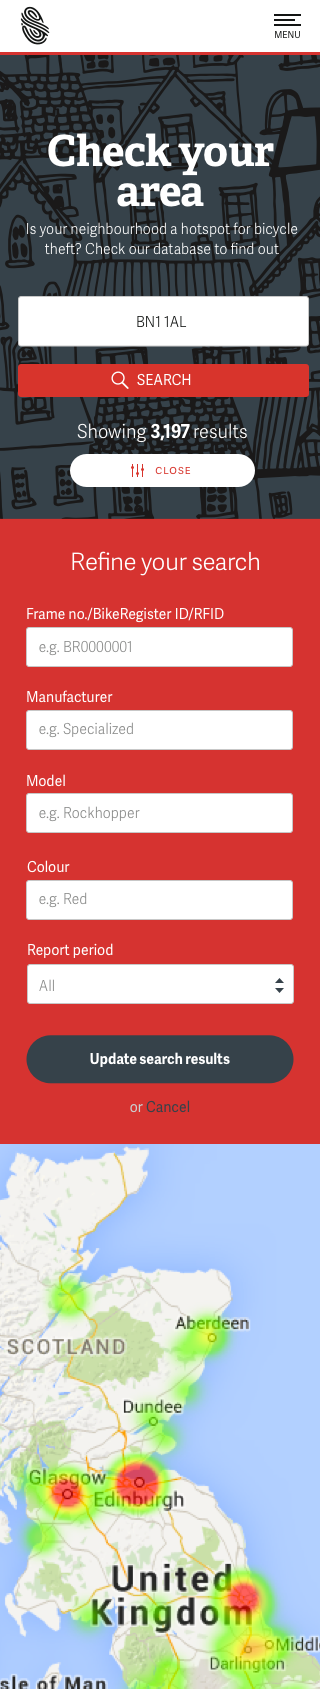 MENU
Check your
area
Is your neighbourhood a hotspot for bicycle
theft? Check our database to find out
BN1 1AL
SEARCH
Showing 3,197 results
CLOSE
Refine your search
Frame no./BikeRegister ID/RFID
e.g. BR0000001
Manufacturer
e.g. Specialized
Model
e.g. Rockhopper
Colour
e.g. Red
Report period
All
Update search results
or Cancel
Aberdeen
SCOTLAND
Dundee
Glasgow
Edinburgh
United
Kingdom
Middle
Darlington
sle of Man